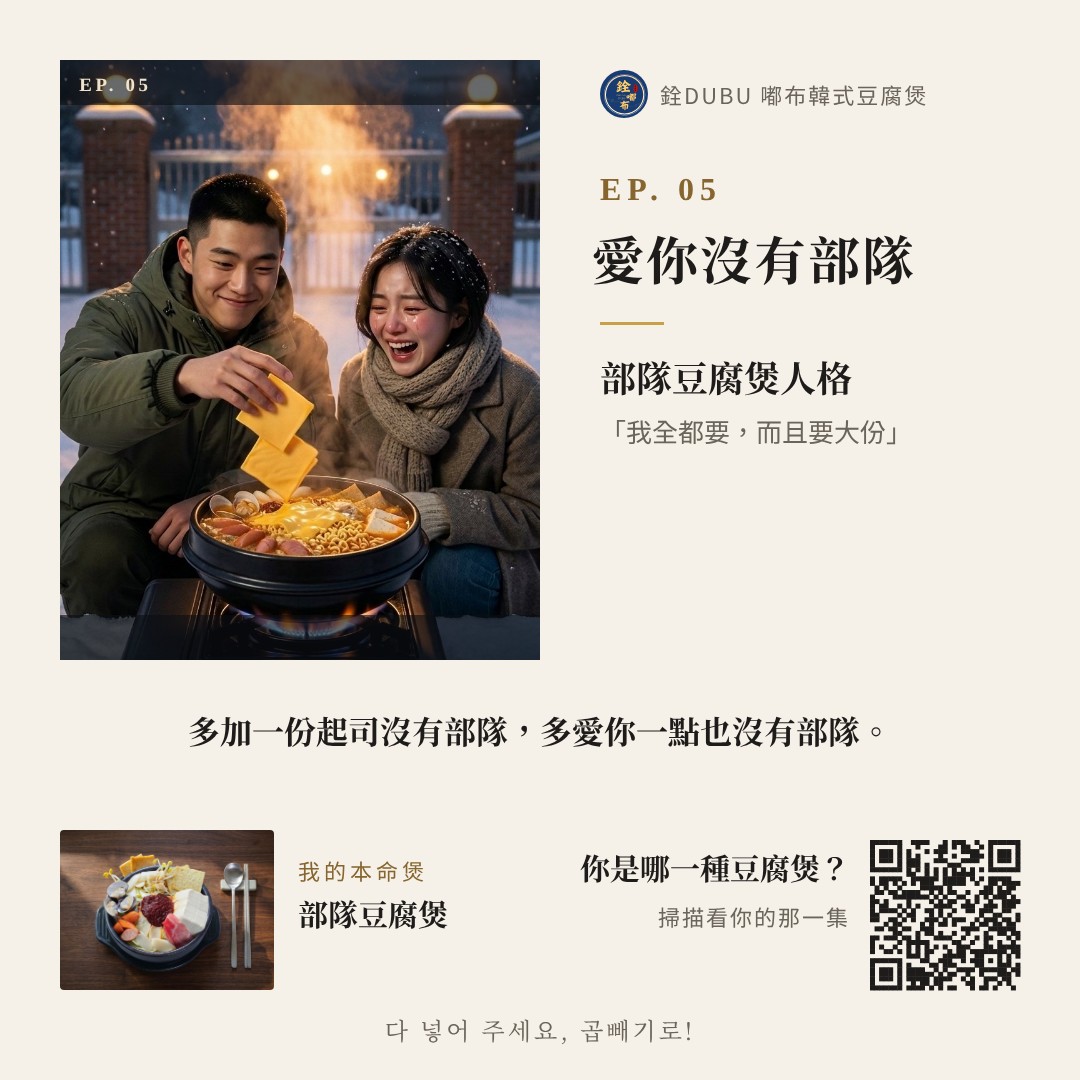 EP. 05
銓DUBU 嘟布韓式豆腐煲
EP. 05
愛你沒有部隊
部隊豆腐煲人格
「我全都要，而且要大份」
多加一份起司沒有部隊，多愛你一點也沒有部隊。
我的本命煲
部隊豆腐煲
你是哪一種豆腐煲？
掃描看你的那一集
다 넣어 주세요, 곱빼기로!